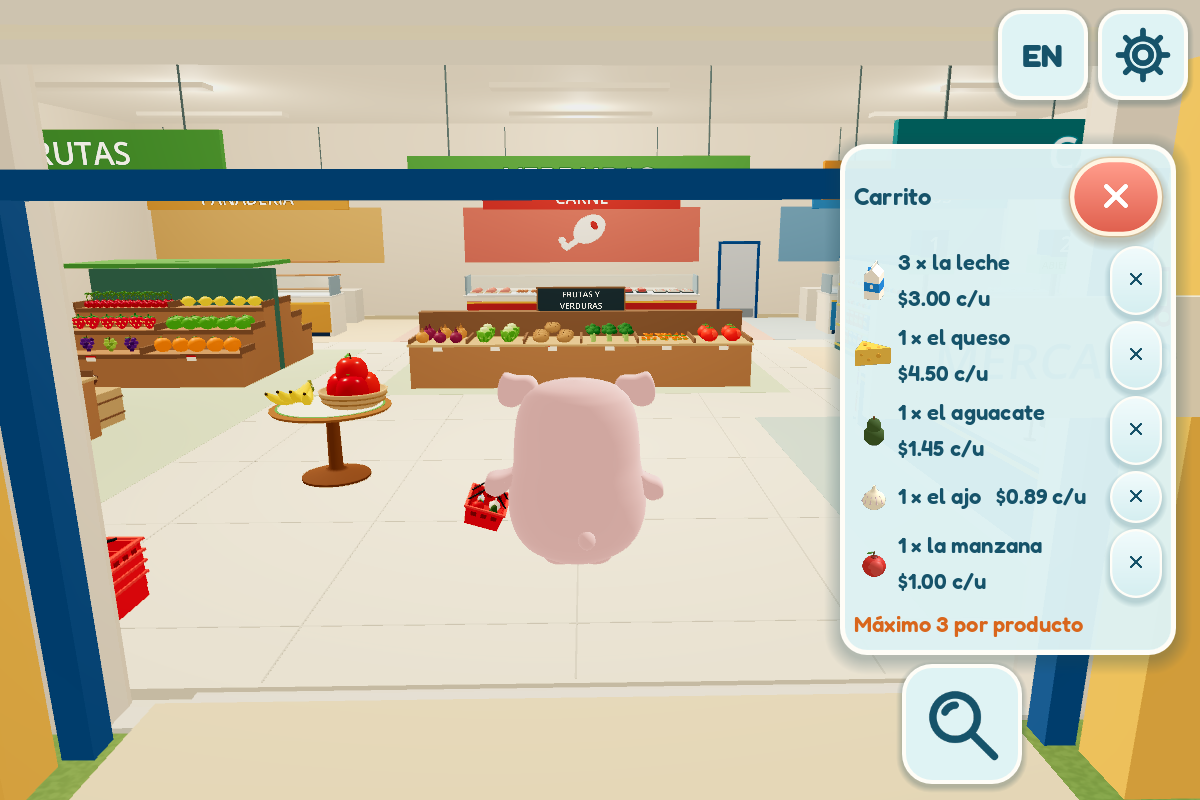 EN
RUTAS
CARNE
FRUTAS Y
VERDURAS
Carrito
3 × la leche
$3.00 c/u
1 × el queso
$4.50 c/u
1 × el aguacate
$1.45 c/u
1 × el ajo $0.89 c/u
1 × la manzana
$1.00 c/u
Máximo 3 por producto